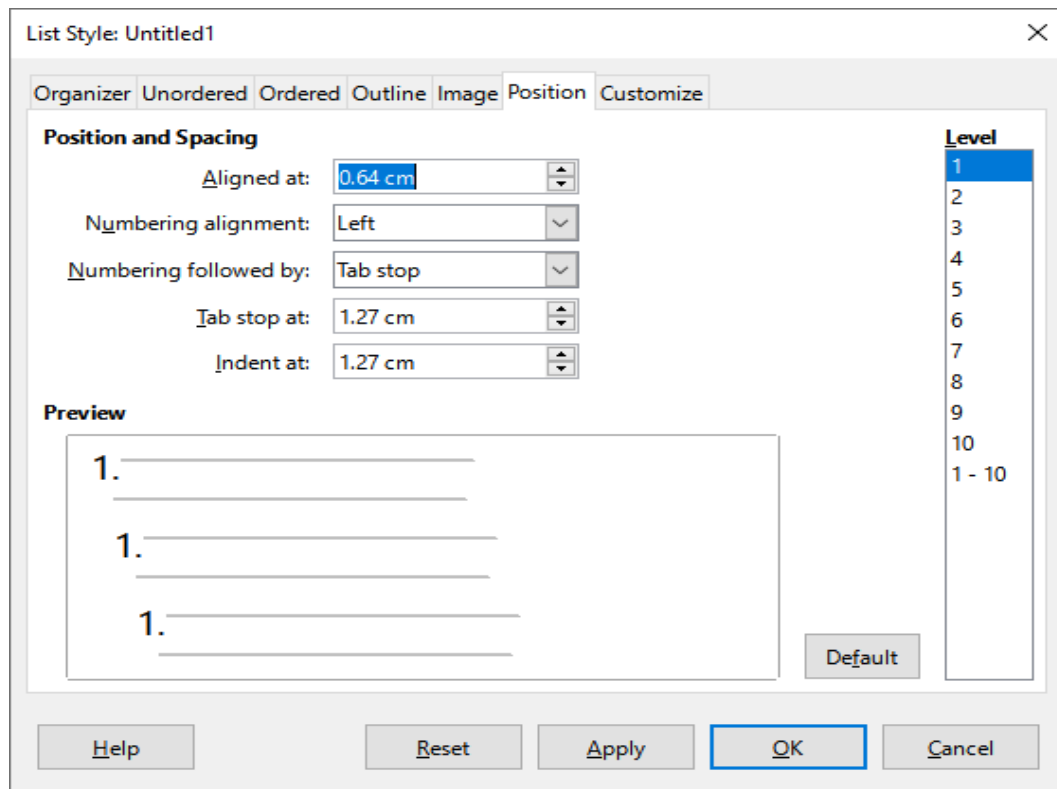 List Style: Untitled1
Organizer Unordered Ordered Outline Image Position Customize
Position and Spacing
Aligned at: 0.64 cm
Numbering alignment: Left
Numbering followed by: Tab stop
Tab stop at: 1.27 cm
Indent at: 1.27 cm
Level
1
2
3
4
5
6
7
8
9
10
1 - 10
Preview
1.
1.
1.
Default
Help Reset Apply OK Cancel